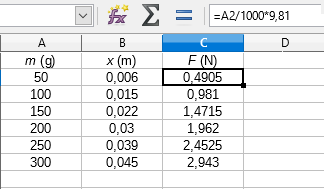 fx Σ = =A2/1000*9,81
A B C D
m (g) x (m) F (N)
50 0,006 0,4905
100 0,015 0,981
150 0,022 1,4715
200 0,03 1,962
250 0,039 2,4525
300 0,045 2,943